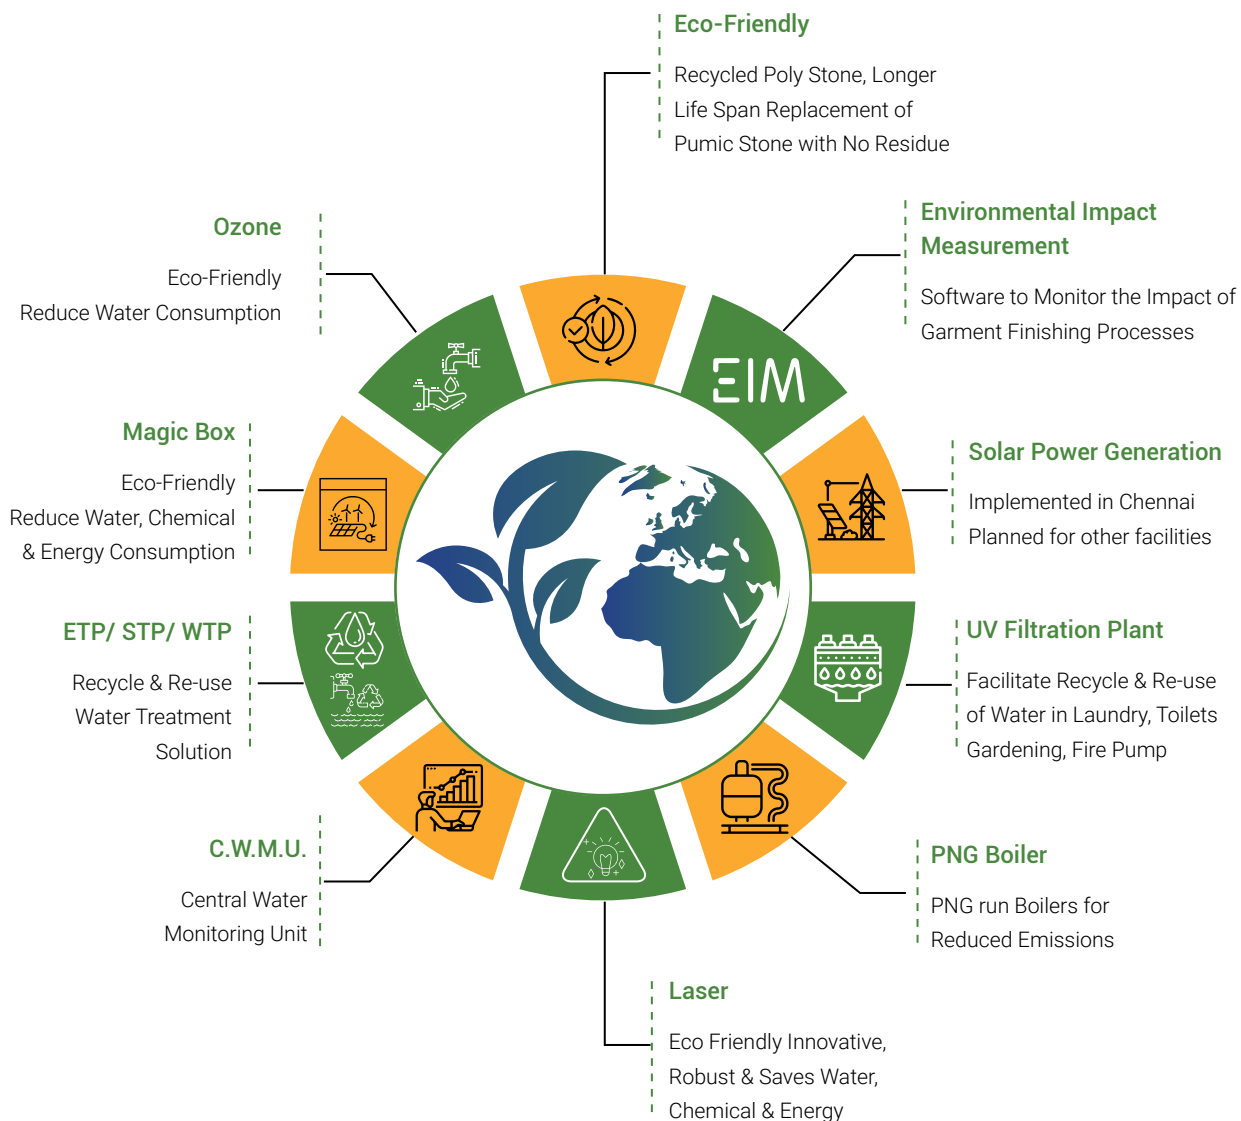 Eco-Friendly
Recycled Poly Stone, Longer
Life Span Replacement of
Pumic Stone with No Residue
Environmental Impact
Measurement
Software to Monitor the Impact of
Garment Finishing Processes
EIM
Solar Power Generation
Implemented in Chennai
Planned for other facilities
UV Filtration Plant
Facilitate Recycle & Re-use
of Water in Laundry, Toilets
Gardening, Fire Pump
PNG Boiler
PNG run Boilers for
Reduced Emissions
Laser
Eco Friendly Innovative,
Robust & Saves Water,
Chemical & Energy
C.W.M.U.
Central Water
Monitoring Unit
ETP/ STP/ WTP
Recycle & Re-use
Water Treatment
Solution
Magic Box
Eco-Friendly
Reduce Water, Chemical
& Energy Consumption
Ozone
Eco-Friendly
Reduce Water Consumption